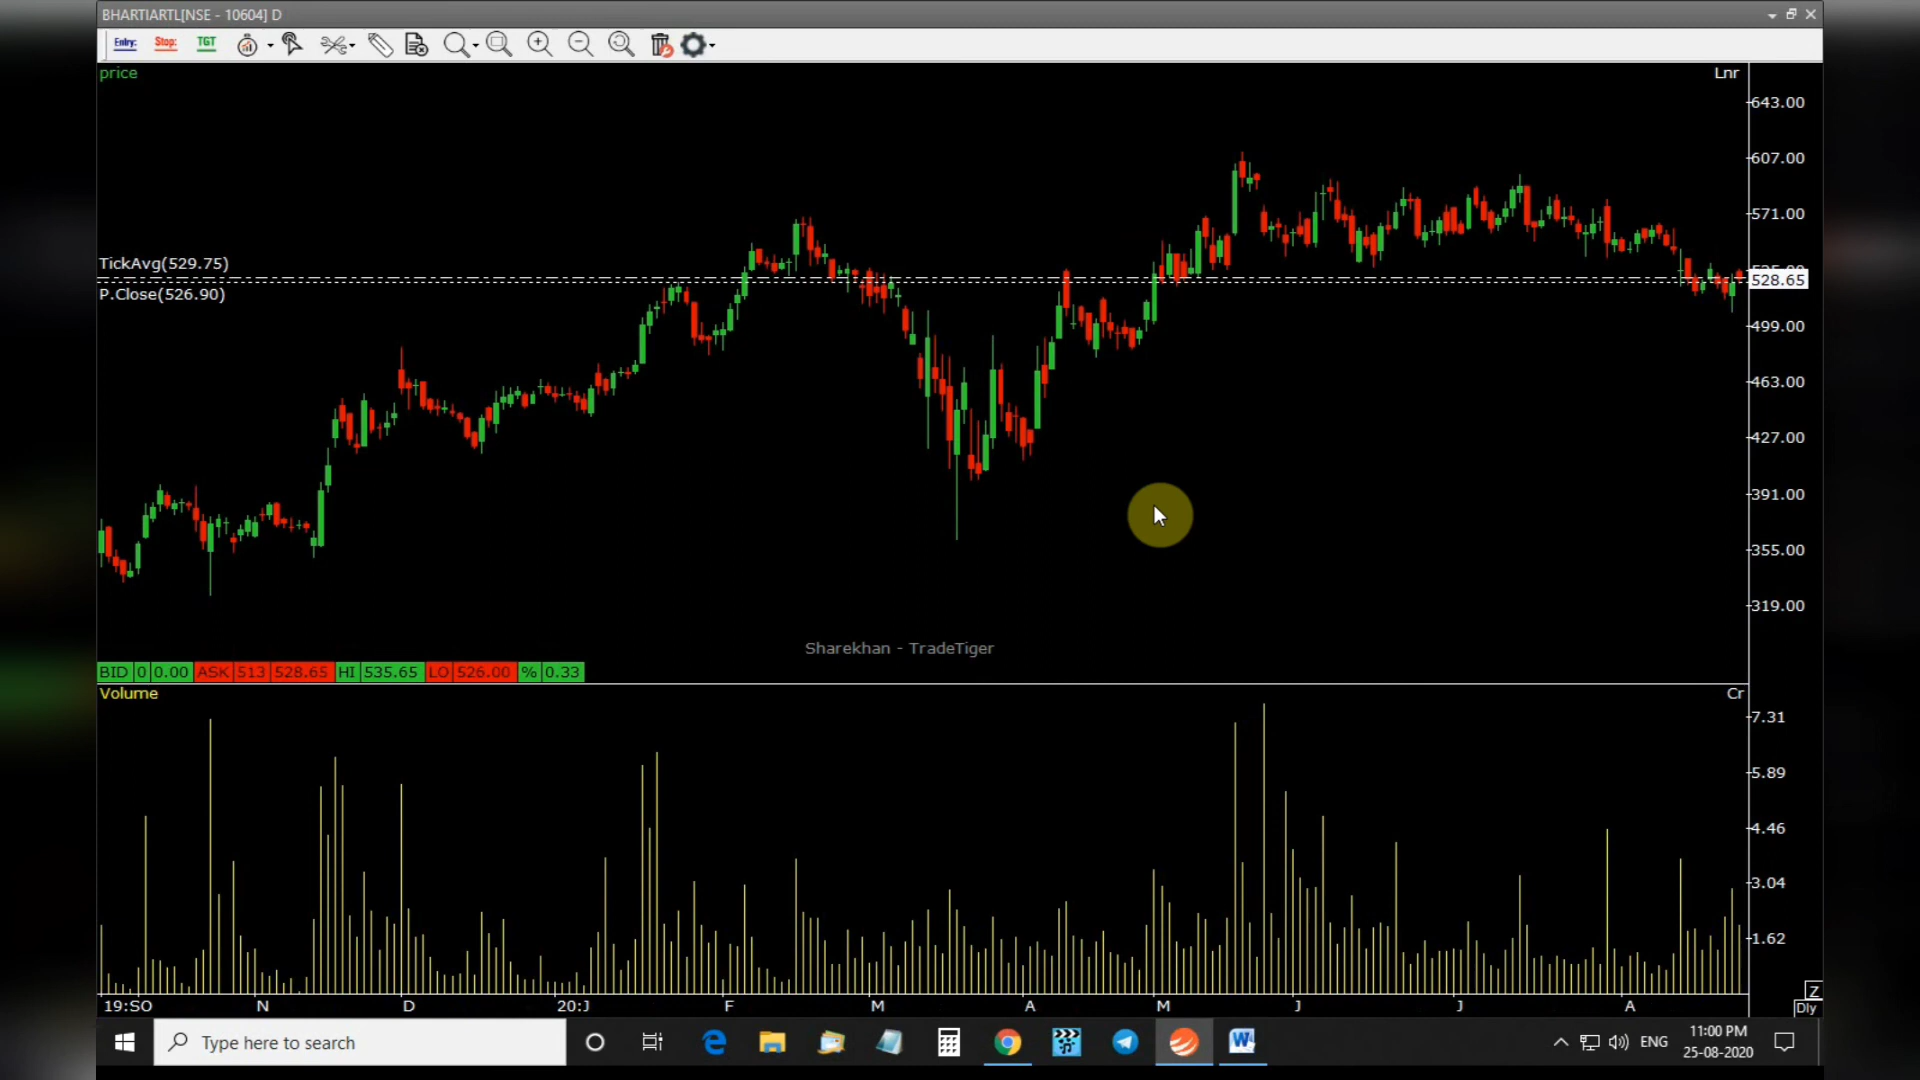 BHARTIARTL[NSE - 10604] D
Entry: Stop: TGT
price
Lnr
643.00
607.00
571.00
TickAvg(529.75)
528.65
P.Close(526.90)
499.00
463.00
427.00
391.00
355.00
319.00
Sharekhan - TradeTiger
BID 0 0.00 ASK 513 528.65 HI 535.65 LO 526.00 % 0.33
Volume
Cr
7.31
5.89
4.46
3.04
1.62
Z
19:SO N D 20:J F M A M J J A
Dly
Type here to search
ENG
11:00 PM
25-08-2020